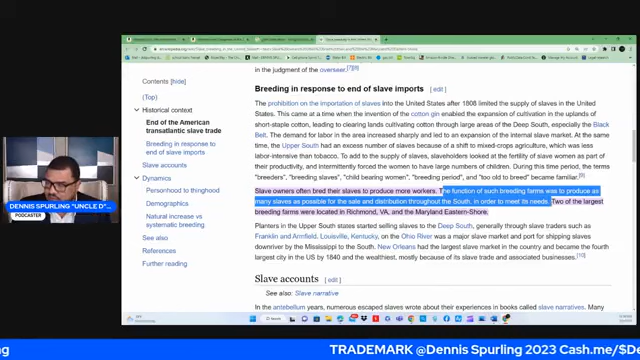 in the judgment of the overseer.[7][8]
Contents [hide]
(Top)
Historical context
End of the American
transatlantic slave trade
Breeding in response to
end of slave imports
Slave accounts
Dynamics
Personhood to thinghood
Demographics
Natural increase vs
systematic breeding
See also
References
Further reading
Breeding in response to end of slave imports [ edit ]
The prohibition on the importation of slaves into the United States after 1808 limited the supply of slaves in the United
States. This came at a time when the invention of the cotton gin enabled the expansion of cultivation in the uplands of
short-staple cotton, leading to clearing lands cultivating cotton through large areas of the Deep South, especially the Black
Belt. The demand for labor in the area increased sharply and led to an expansion of the internal slave market. At the same
time, the Upper South had an excess number of slaves because of a shift to mixed-crops agriculture, which was less
labor-intensive than tobacco. To add to the supply of slaves, slaveholders looked at the fertility of slave women as part of
their productivity, and intermittently forced the women to have large numbers of children. During this time period, the terms
"breeders", "breeding slaves", "child bearing women", "breeding period", and "too old to breed" became familiar.[9]
Slave owners often bred their slaves to produce more workers. The function of such breeding farms was to produce as
many slaves as possible for the sale and distribution throughout the South, in order to meet its needs. Two of the largest
breeding farms were located in Richmond, VA, and the Maryland Eastern-Shore.
Planters in the Upper South states started selling slaves to the Deep South, generally through slave traders such as
Franklin and Armfield. Louisville, Kentucky, on the Ohio River was a major slave market and port for shipping slaves
downriver by the Mississippi to the South. New Orleans had the largest slave market in the country and became the fourth
largest city in the US by 1840 and the wealthiest, mostly because of its slave trade and associated businesses.[10]
Slave accounts [ edit ]
See also: Slave narrative
In the antebellum years, numerous escaped slaves wrote about their experiences in books called slave narratives. Many
DENNIS SPURLING "UNCLE D"
PODCASTER
Search
ng
TRADEMARK @Dennis Spurling 2023 Cash.me/$De